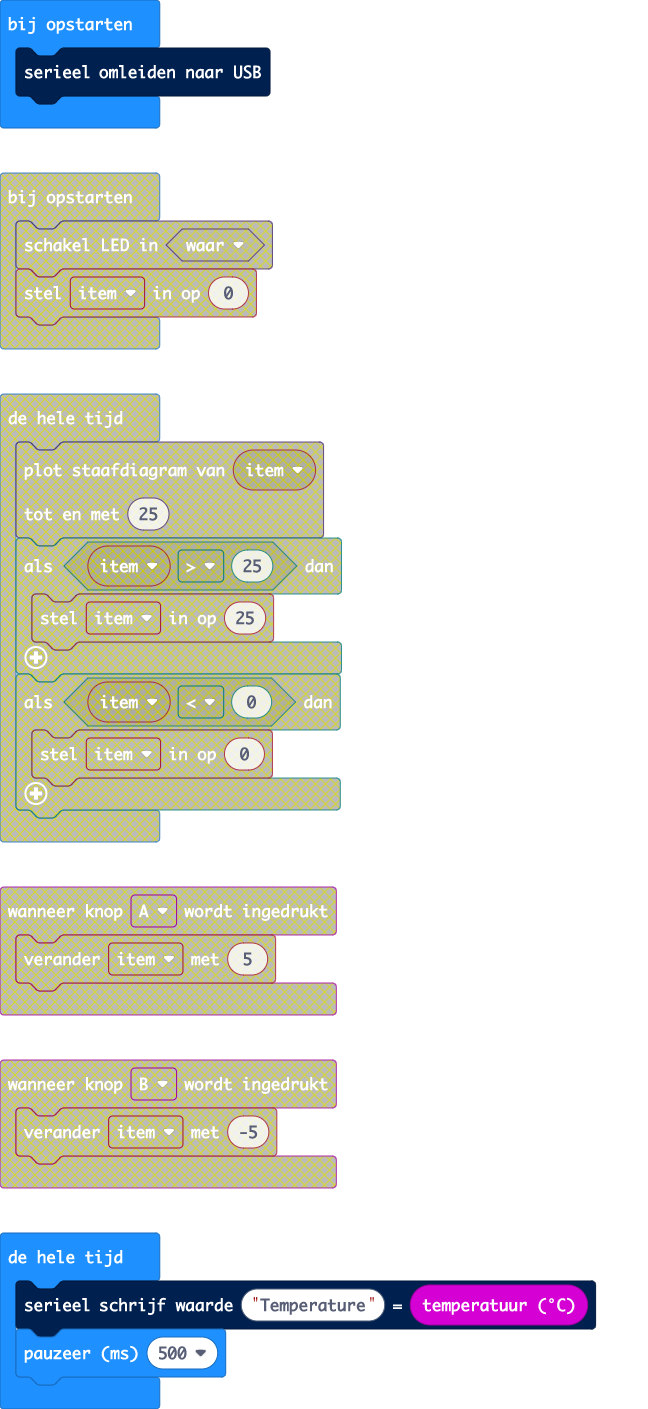 bij opstarten
serieel omleiden naar USB
bij opstarten
schakel LED in waar
stel item in op 0
de hele tijd
plot staafdiagram van item
tot en met 25
als item > 25 dan
stel item in op 25
als item < 0 dan
stel item in op 0
wanneer knop A wordt ingedrukt
verander item met 5
wanneer knop B wordt ingedrukt
verander item met -5
de hele tijd
serieel schrijf waarde "Temperature" = temperatuur (°C)
pauzeer (ms) 500